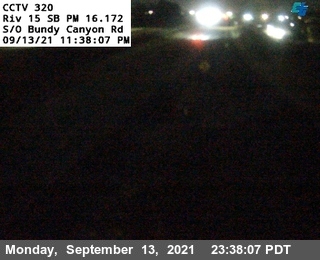 CCTV 320
Riv 15 SB PM 16.172
S/O Bundy Canyon Rd
09/13/21 11:38:07 PM
Monday, September 13, 2021 23:38:07 PDT